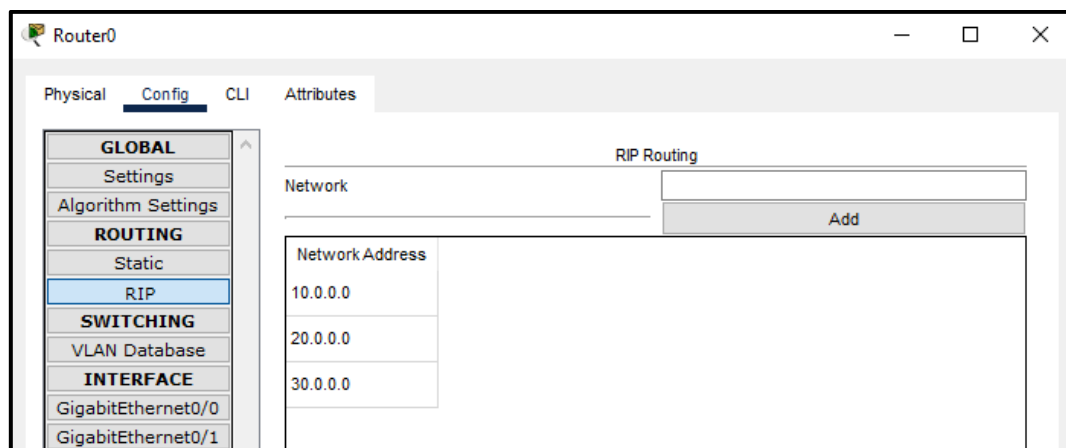 Router0
Physical Config CLI Attributes
GLOBAL
Settings
Algorithm Settings
ROUTING
Static
RIP
SWITCHING
VLAN Database
INTERFACE
GigabitEthernet0/0
GigabitEthernet0/1
RIP Routing
Network
Add
Network Address
10.0.0.0
20.0.0.0
30.0.0.0